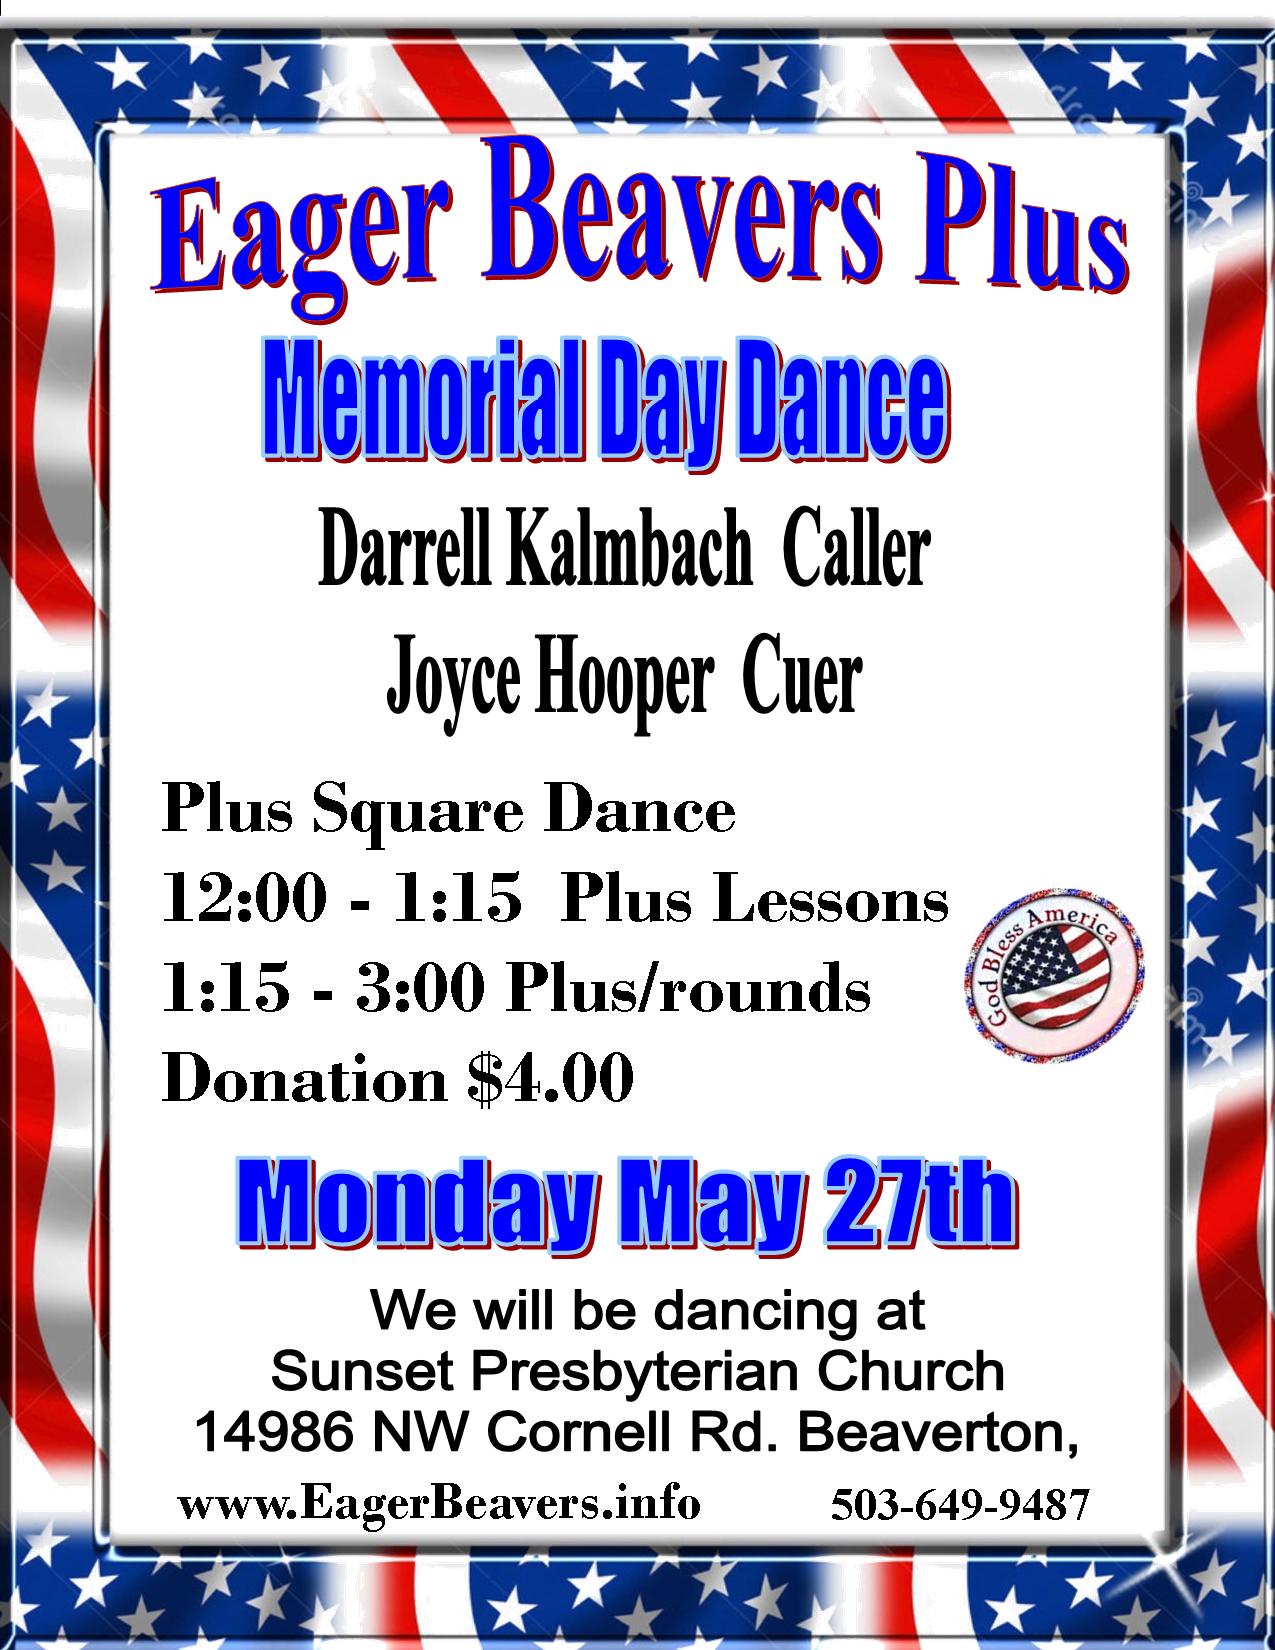 Eager Beavers Plus
Memorial Day Dance
Darrell Kalmbach Caller
Joyce Hooper Cuer
Plus Square Dance
12:00 - 1:15 Plus Lessons
1:15 - 3:00 Plus/rounds
God Bless America
Donation $4.00
Monday May 27th
We will be dancing at
Sunset Presbyterian Church
14986 NW Cornell Rd. Beaverton,
www.EagerBeavers.info 503-649-9487